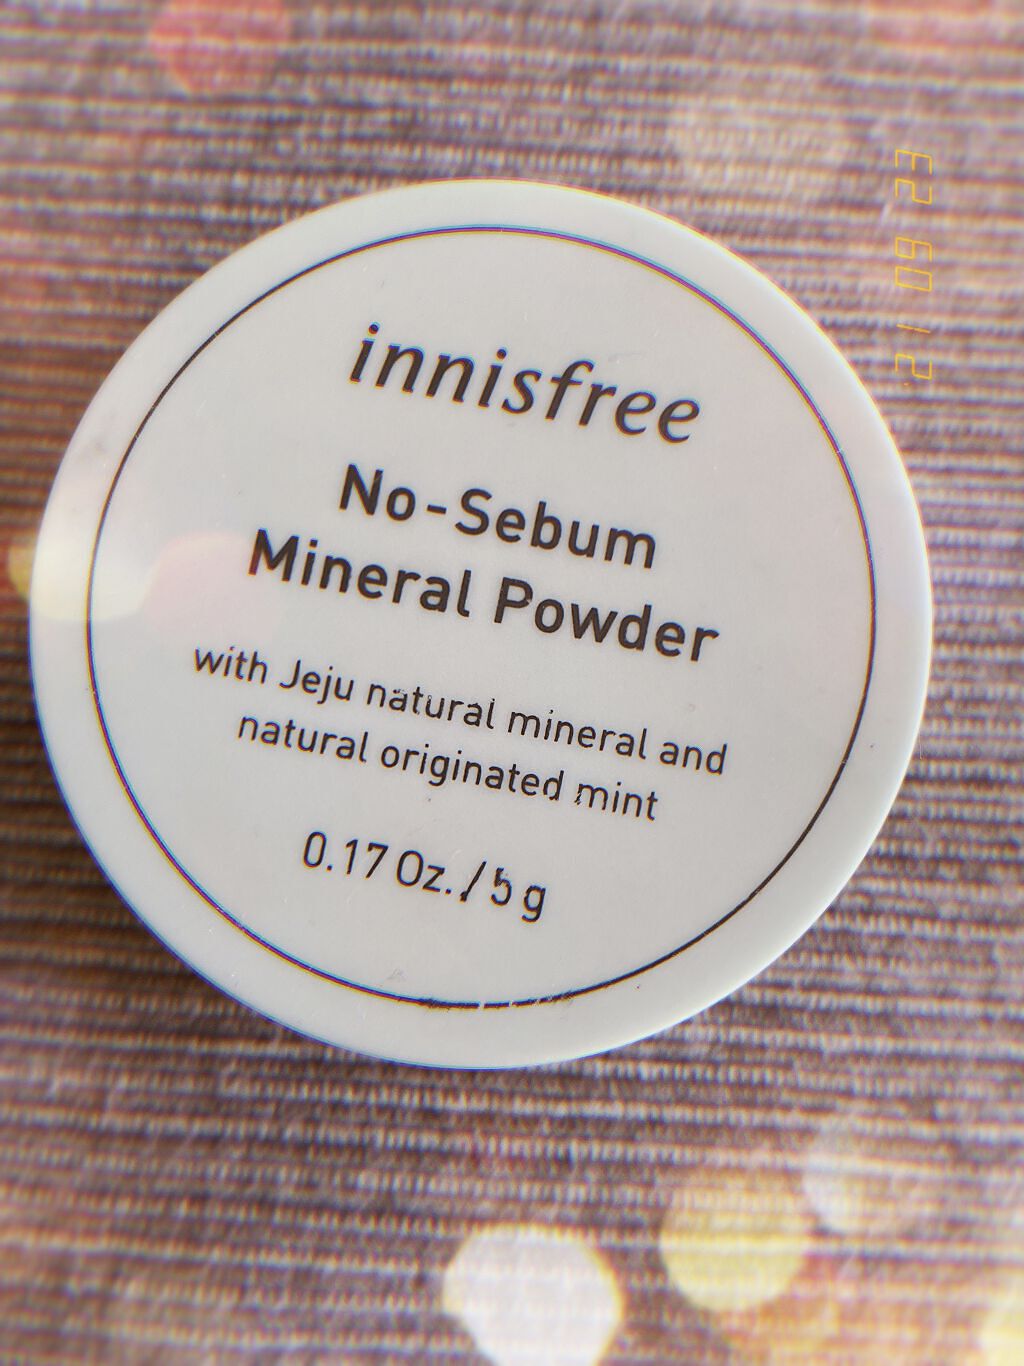 innisfree
No-Sebum
Mineral Powder
with Jeju natural mineral and
natural originated mint
0.17 Oz. / 5 g